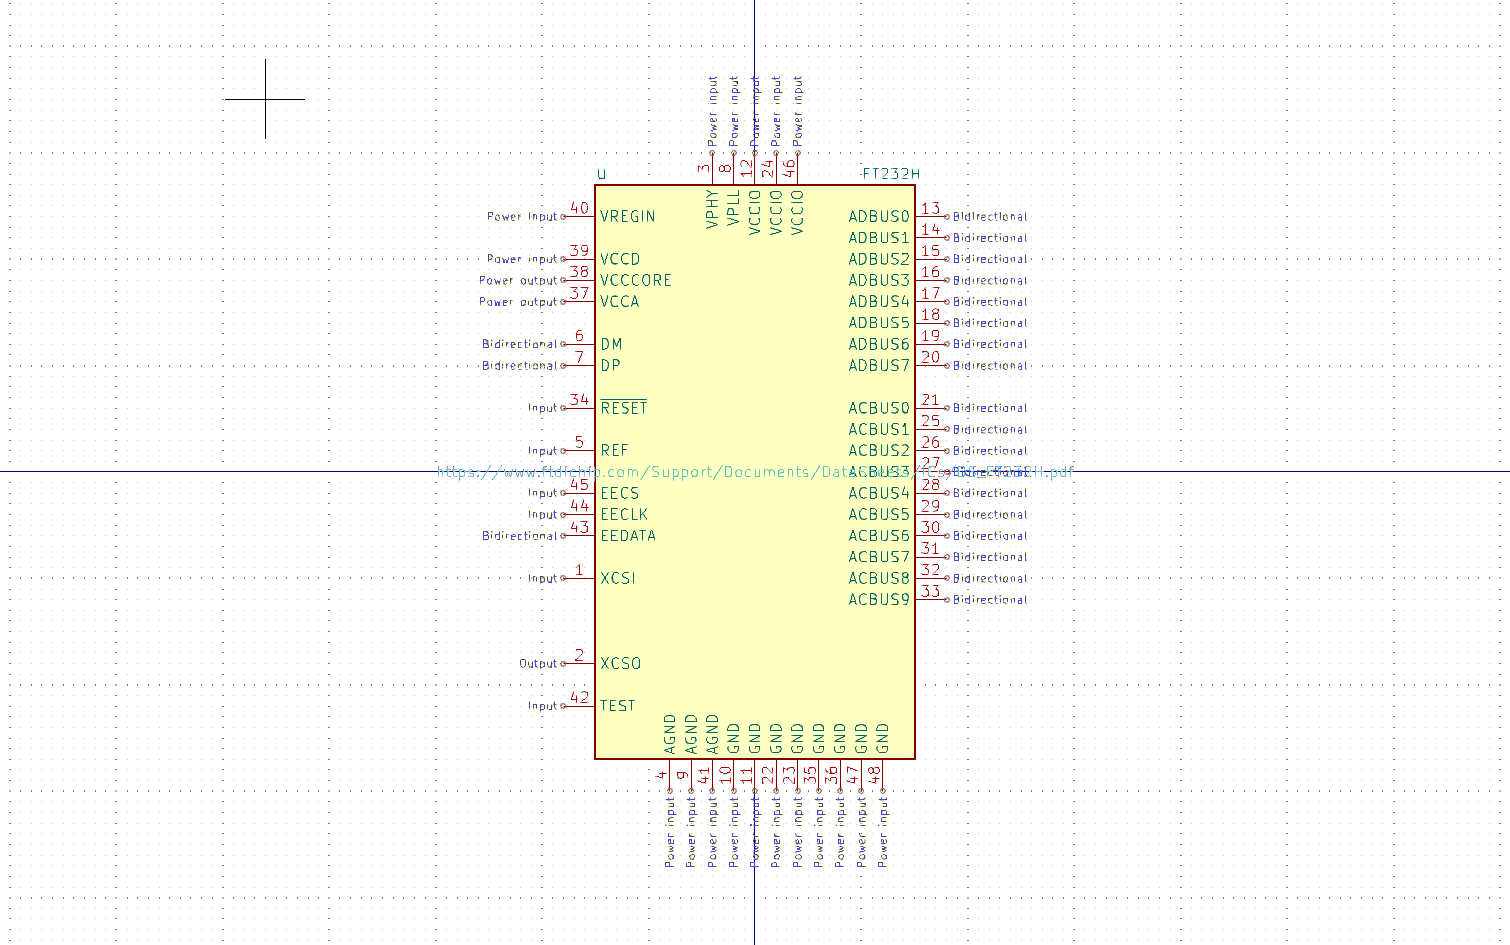 Power input Power input Power input Power input Power input
3 8 12 24 46
U FT232H
VPHY VPLL VCCIO VCCIO VCCIO
Power input 40 VREGIN ADBUS0 13 Bidirectional
ADBUS1 14 Bidirectional
Power input 39 VCCD ADBUS2 15 Bidirectional
Power output 38 VCCCORE ADBUS3 16 Bidirectional
Power output 37 VCCA ADBUS4 17 Bidirectional
ADBUS5 18 Bidirectional
Bidirectional 6 DM ADBUS6 19 Bidirectional
Bidirectional 7 DP ADBUS7 20 Bidirectional
Input 34 RESET ACBUS0 21 Bidirectional
ACBUS1 25 Bidirectional
Input 5 REF ACBUS2 26 Bidirectional
https://www.ftdichip.com/Support/Documents/DataSheets/ICs/DS_FT232H.pdf
ACBUS3 27 Bidirectional
Input 45 EECS ACBUS4 28 Bidirectional
Input 44 EECLK ACBUS5 29 Bidirectional
Bidirectional 43 EEDATA ACBUS6 30 Bidirectional
ACBUS7 31 Bidirectional
Input 1 XCSI ACBUS8 32 Bidirectional
ACBUS9 33 Bidirectional
Output 2 XCSO
Input 42 TEST
AGND AGND AGND GND GND GND GND GND GND GND GND
4 9 41 10 11 22 23 35 36 47 48
Power input Power input Power input Power input Power input Power input Power input Power input Power input Power input Power input